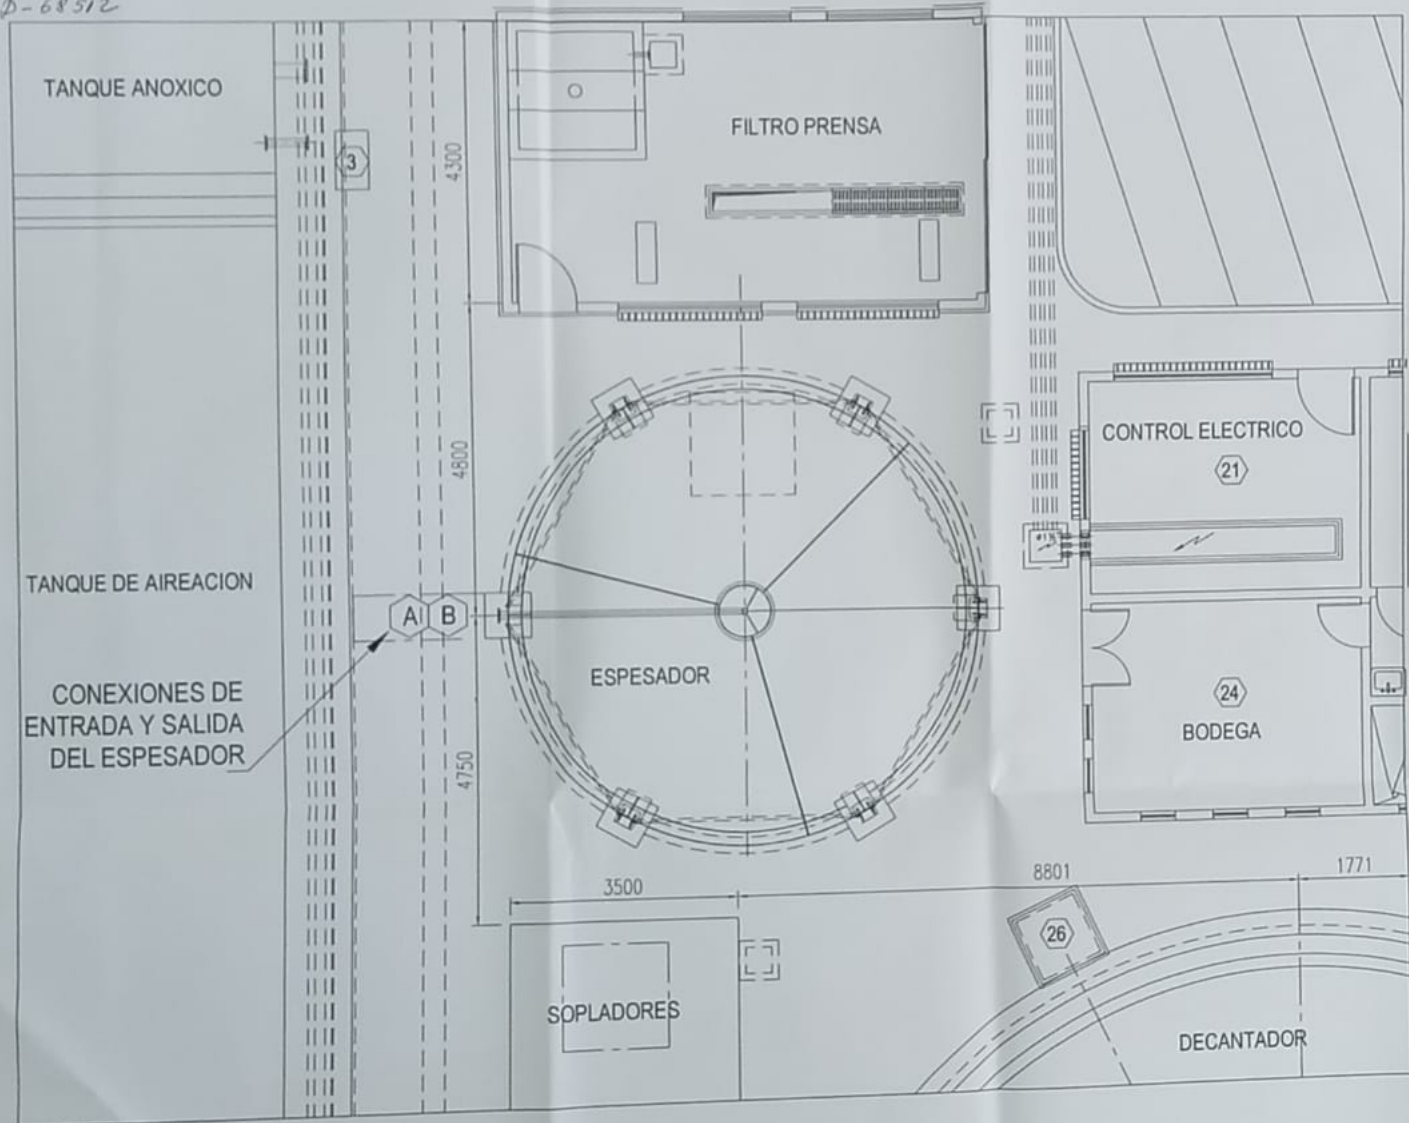 D-68512
TANQUE ANOXICO
3
4300
FILTRO PRENSA
4800
CONTROL ELECTRICO
21
TANQUE DE AIREACION
A
B
CONEXIONES DE
ENTRADA Y SALIDA
DEL ESPESADOR
ESPESADOR
24
BODEGA
4750
3500
8801
1771
26
SOPLADORES
DECANTADOR